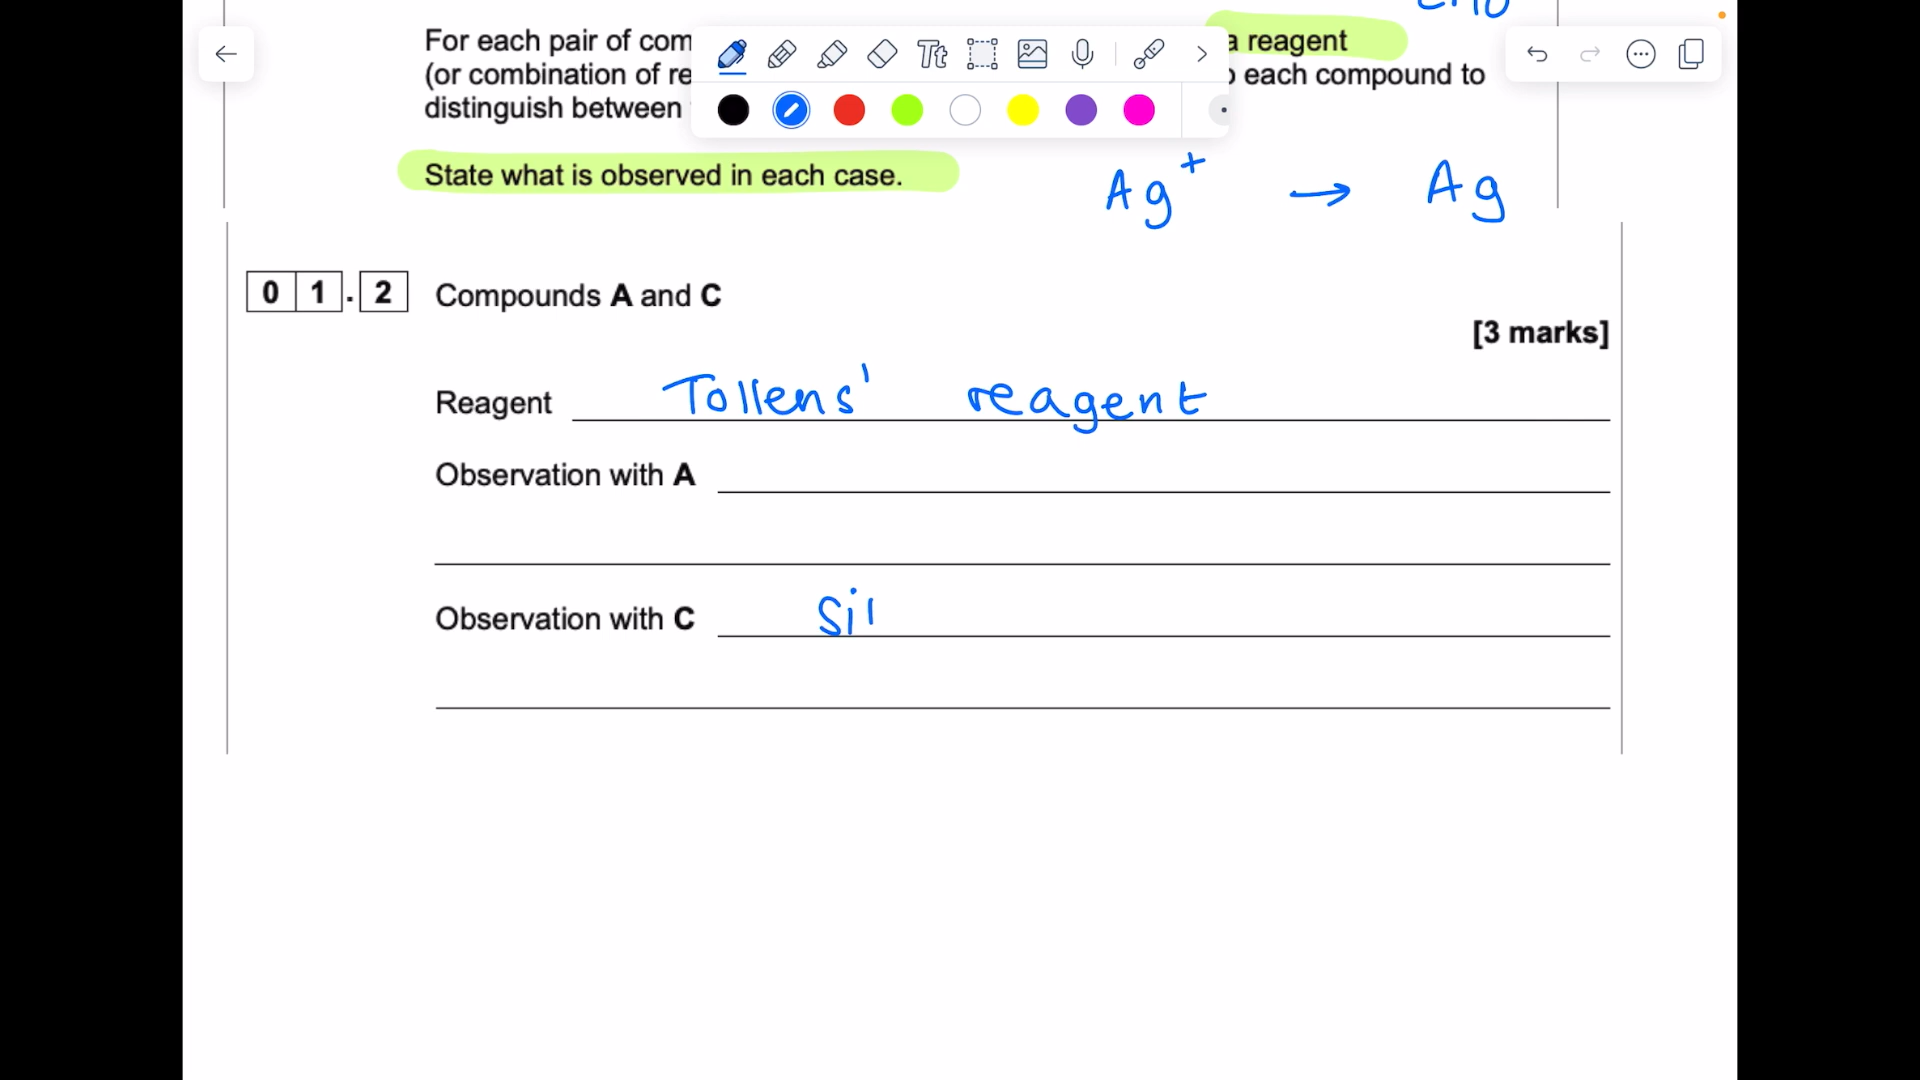 For each pair of com a reagent
(or combination of re each compound to
distinguish between
State what is observed in each case.
Ag+ → Ag
0 1 . 2 Compounds A and C
[3 marks]
Reagent Tollens' reagent
Observation with A
Observation with C Sil
Tt